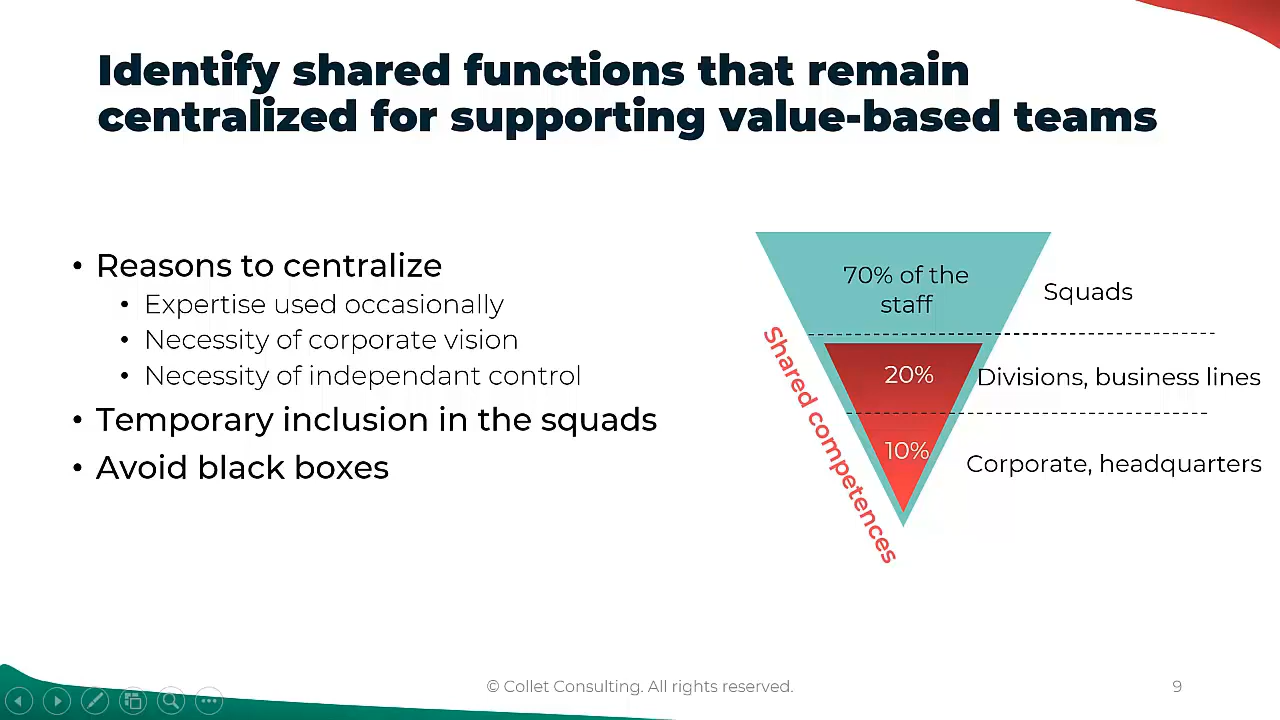 Identify shared functions that remain
centralized for supporting value-based teams
• Reasons to centralize
• Expertise used occasionally
• Necessity of corporate vision
• Necessity of independant control
• Temporary inclusion in the squads
• Avoid black boxes
70% of the
staff
Squads
20%
Divisions, business lines
10%
Corporate, headquarters
Shared competences
© Collet Consulting. All rights reserved.
9